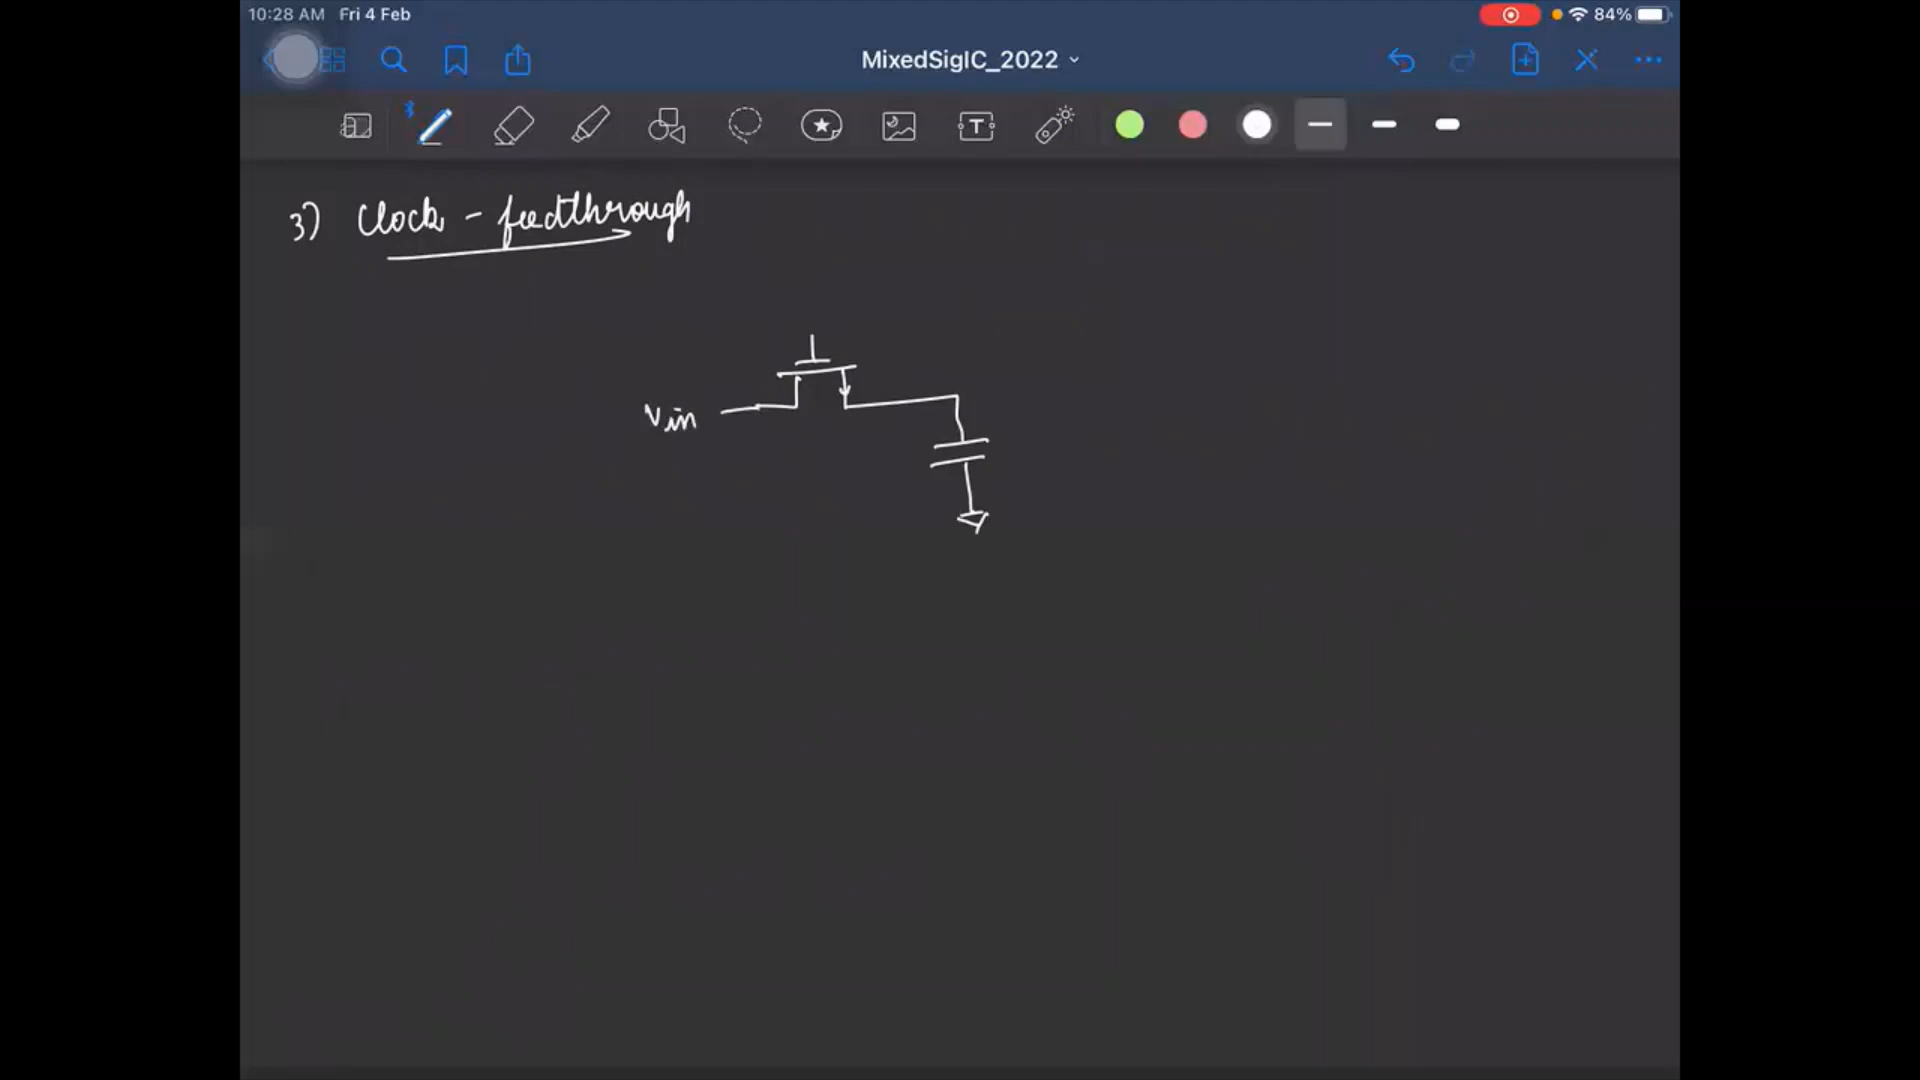 10:28 AM Fri 4 Feb
84%
MixedSigIC_2022
T
3) Clock - feedthrough
Vin